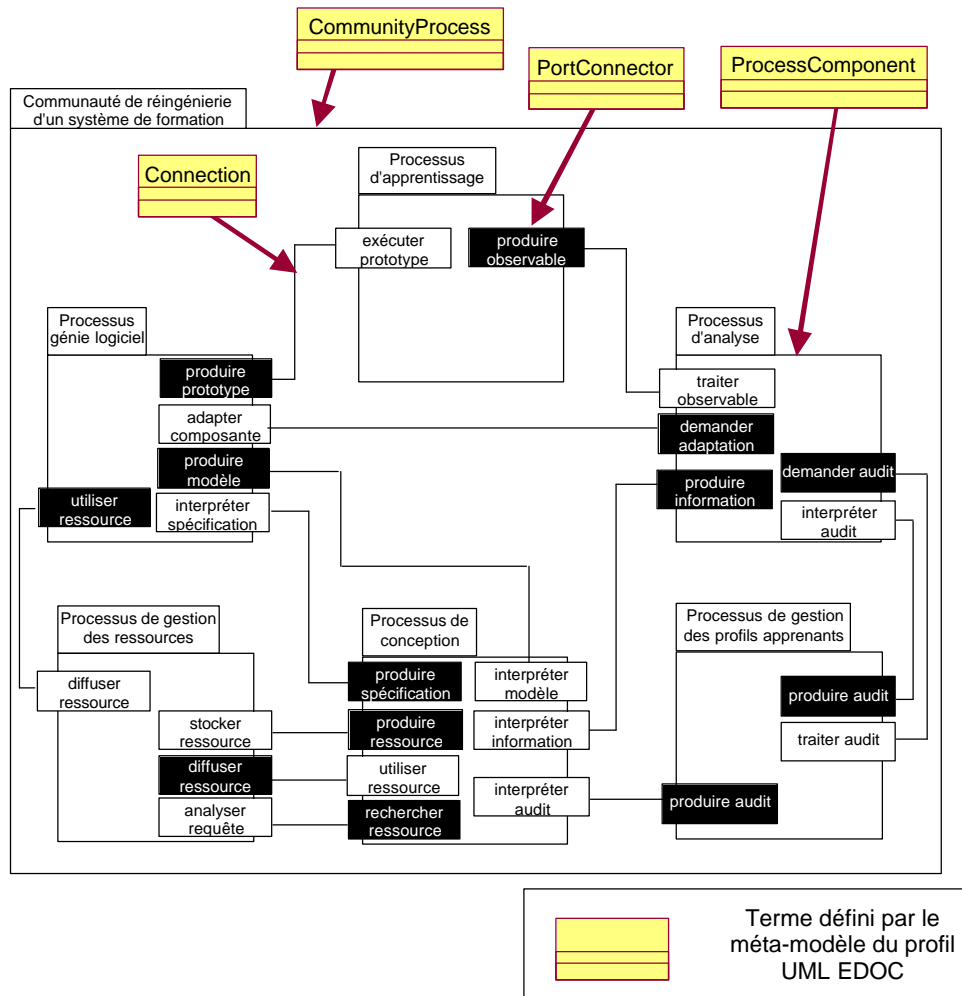 CommunityProcess
PortConnector
ProcessComponent
Communauté de réingénierie
d'un système de formation
Connection
Processus
d'apprentissage
exécuter
prototype
produire
observable
Processus
génie logiciel
produire
prototype
adapter
composante
produire
modèle
utiliser
ressource
interpréter
spécification
Processus
d'analyse
traiter
observable
demander
adaptation
produire
information
demander audit
interpréter
audit
Processus de gestion
des ressources
diffuser
ressource
stocker
ressource
diffuser
ressource
analyser
requête
Processus de
conception
produire
spécification
interpréter
modèle
produire
ressource
interpréter
information
utiliser
ressource
interpréter
audit
rechercher
ressource
Processus de gestion
des profils apprenants
produire audit
traiter audit
produire audit
Terme défini par le
méta-modèle du profil
UML EDOC